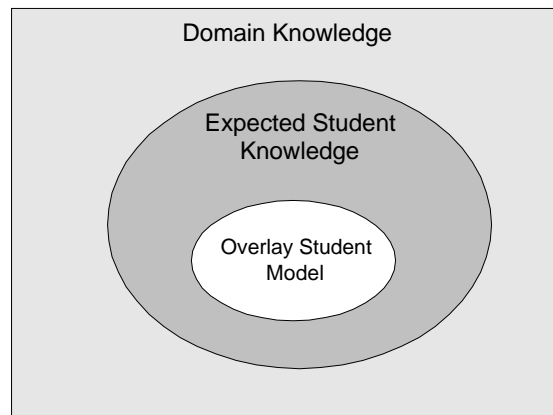 Domain Knowledge
Expected Student
Knowledge
Overlay Student
Model